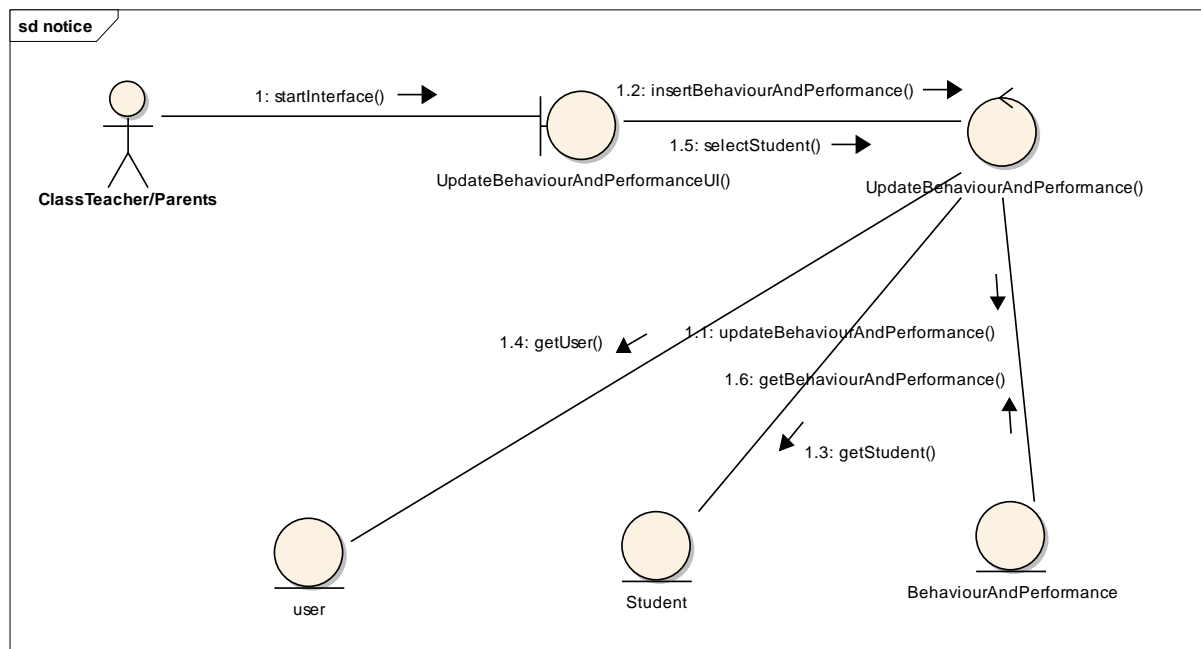 sd notice
1: startInterface()
1.2: insertBehaviourAndPerformance()
1.5: selectStudent()
UpdateBehaviourAndPerformanceUI()
UpdateBehaviourAndPerformance()
ClassTeacher/Parents
1.4: getUser()
1.1: updateBehaviourAndPerformance()
1.6: getBehaviourAndPerformance()
1.3: getStudent()
user
Student
BehaviourAndPerformance